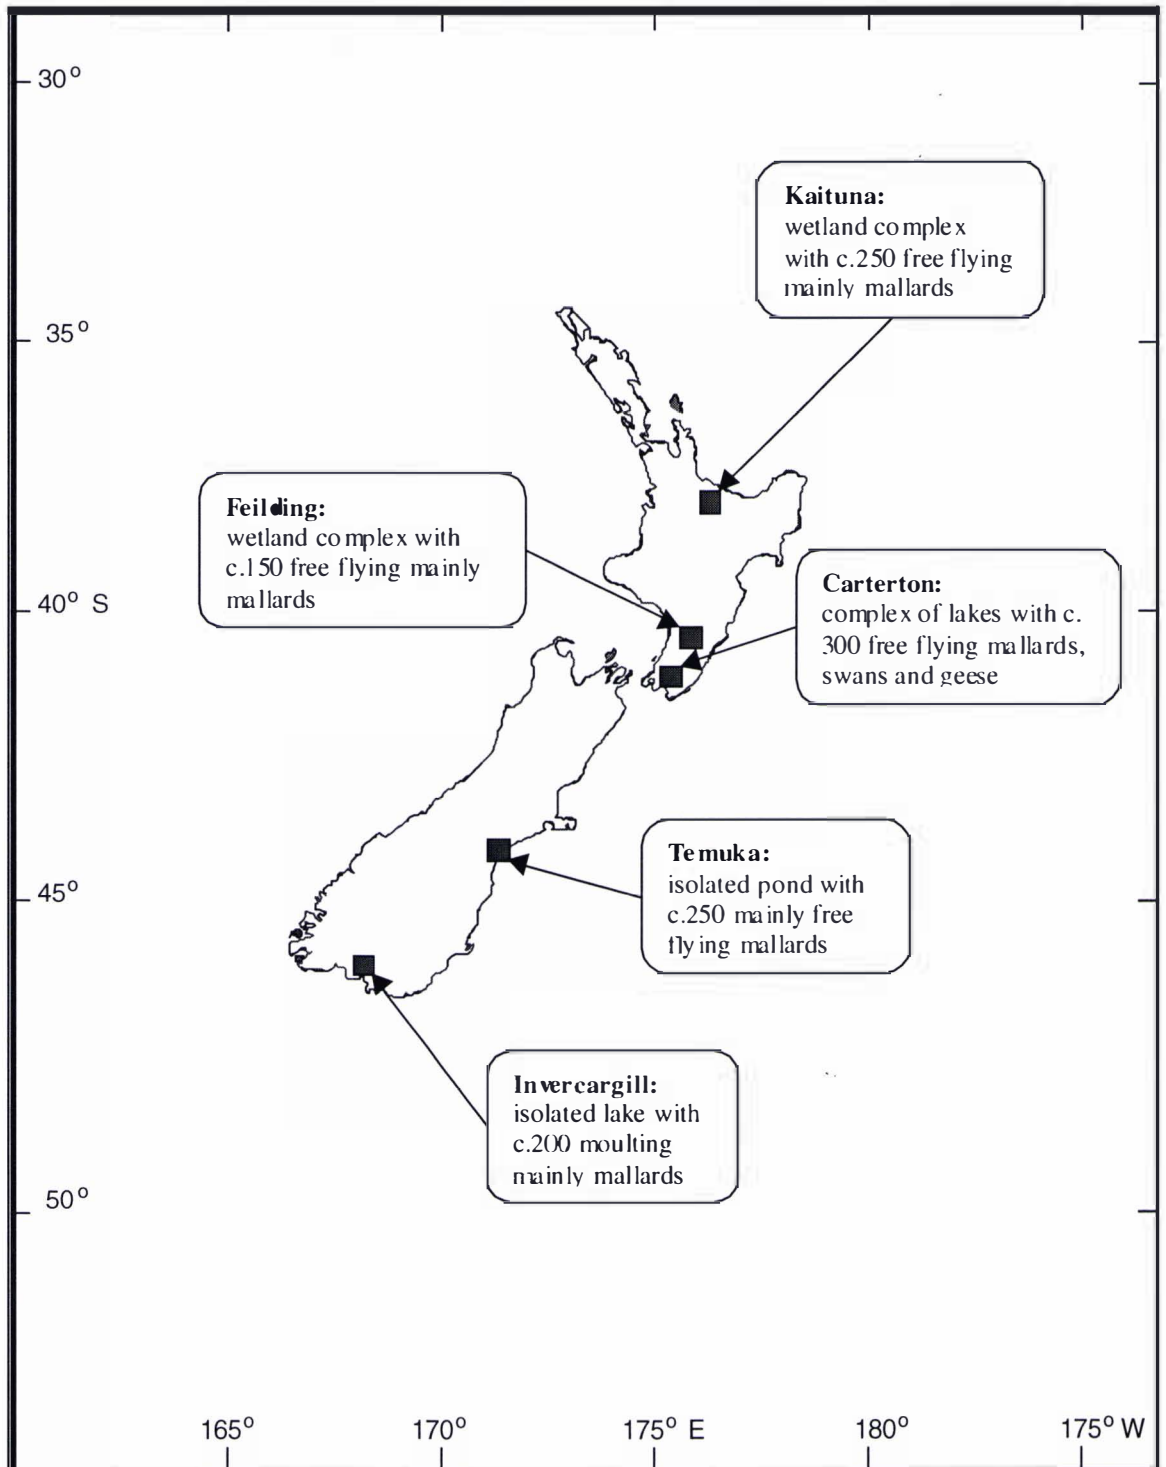 30°
Kaituna:
wetland complex
with c.250 free flying
mainly mallards
35°
Feilding:
wetland complex with
c.150 free flying mainly
mallards
Carterton:
complex of lakes with c.
300 free flying mallards,
swans and geese
40° S
Temuka:
isolated pond with
c.250 mainly free
flying mallards
45°
Invercargill:
isolated lake with
c.200 moulting
mainly mallards
50°
165° 170° 175° E 180° 175° W